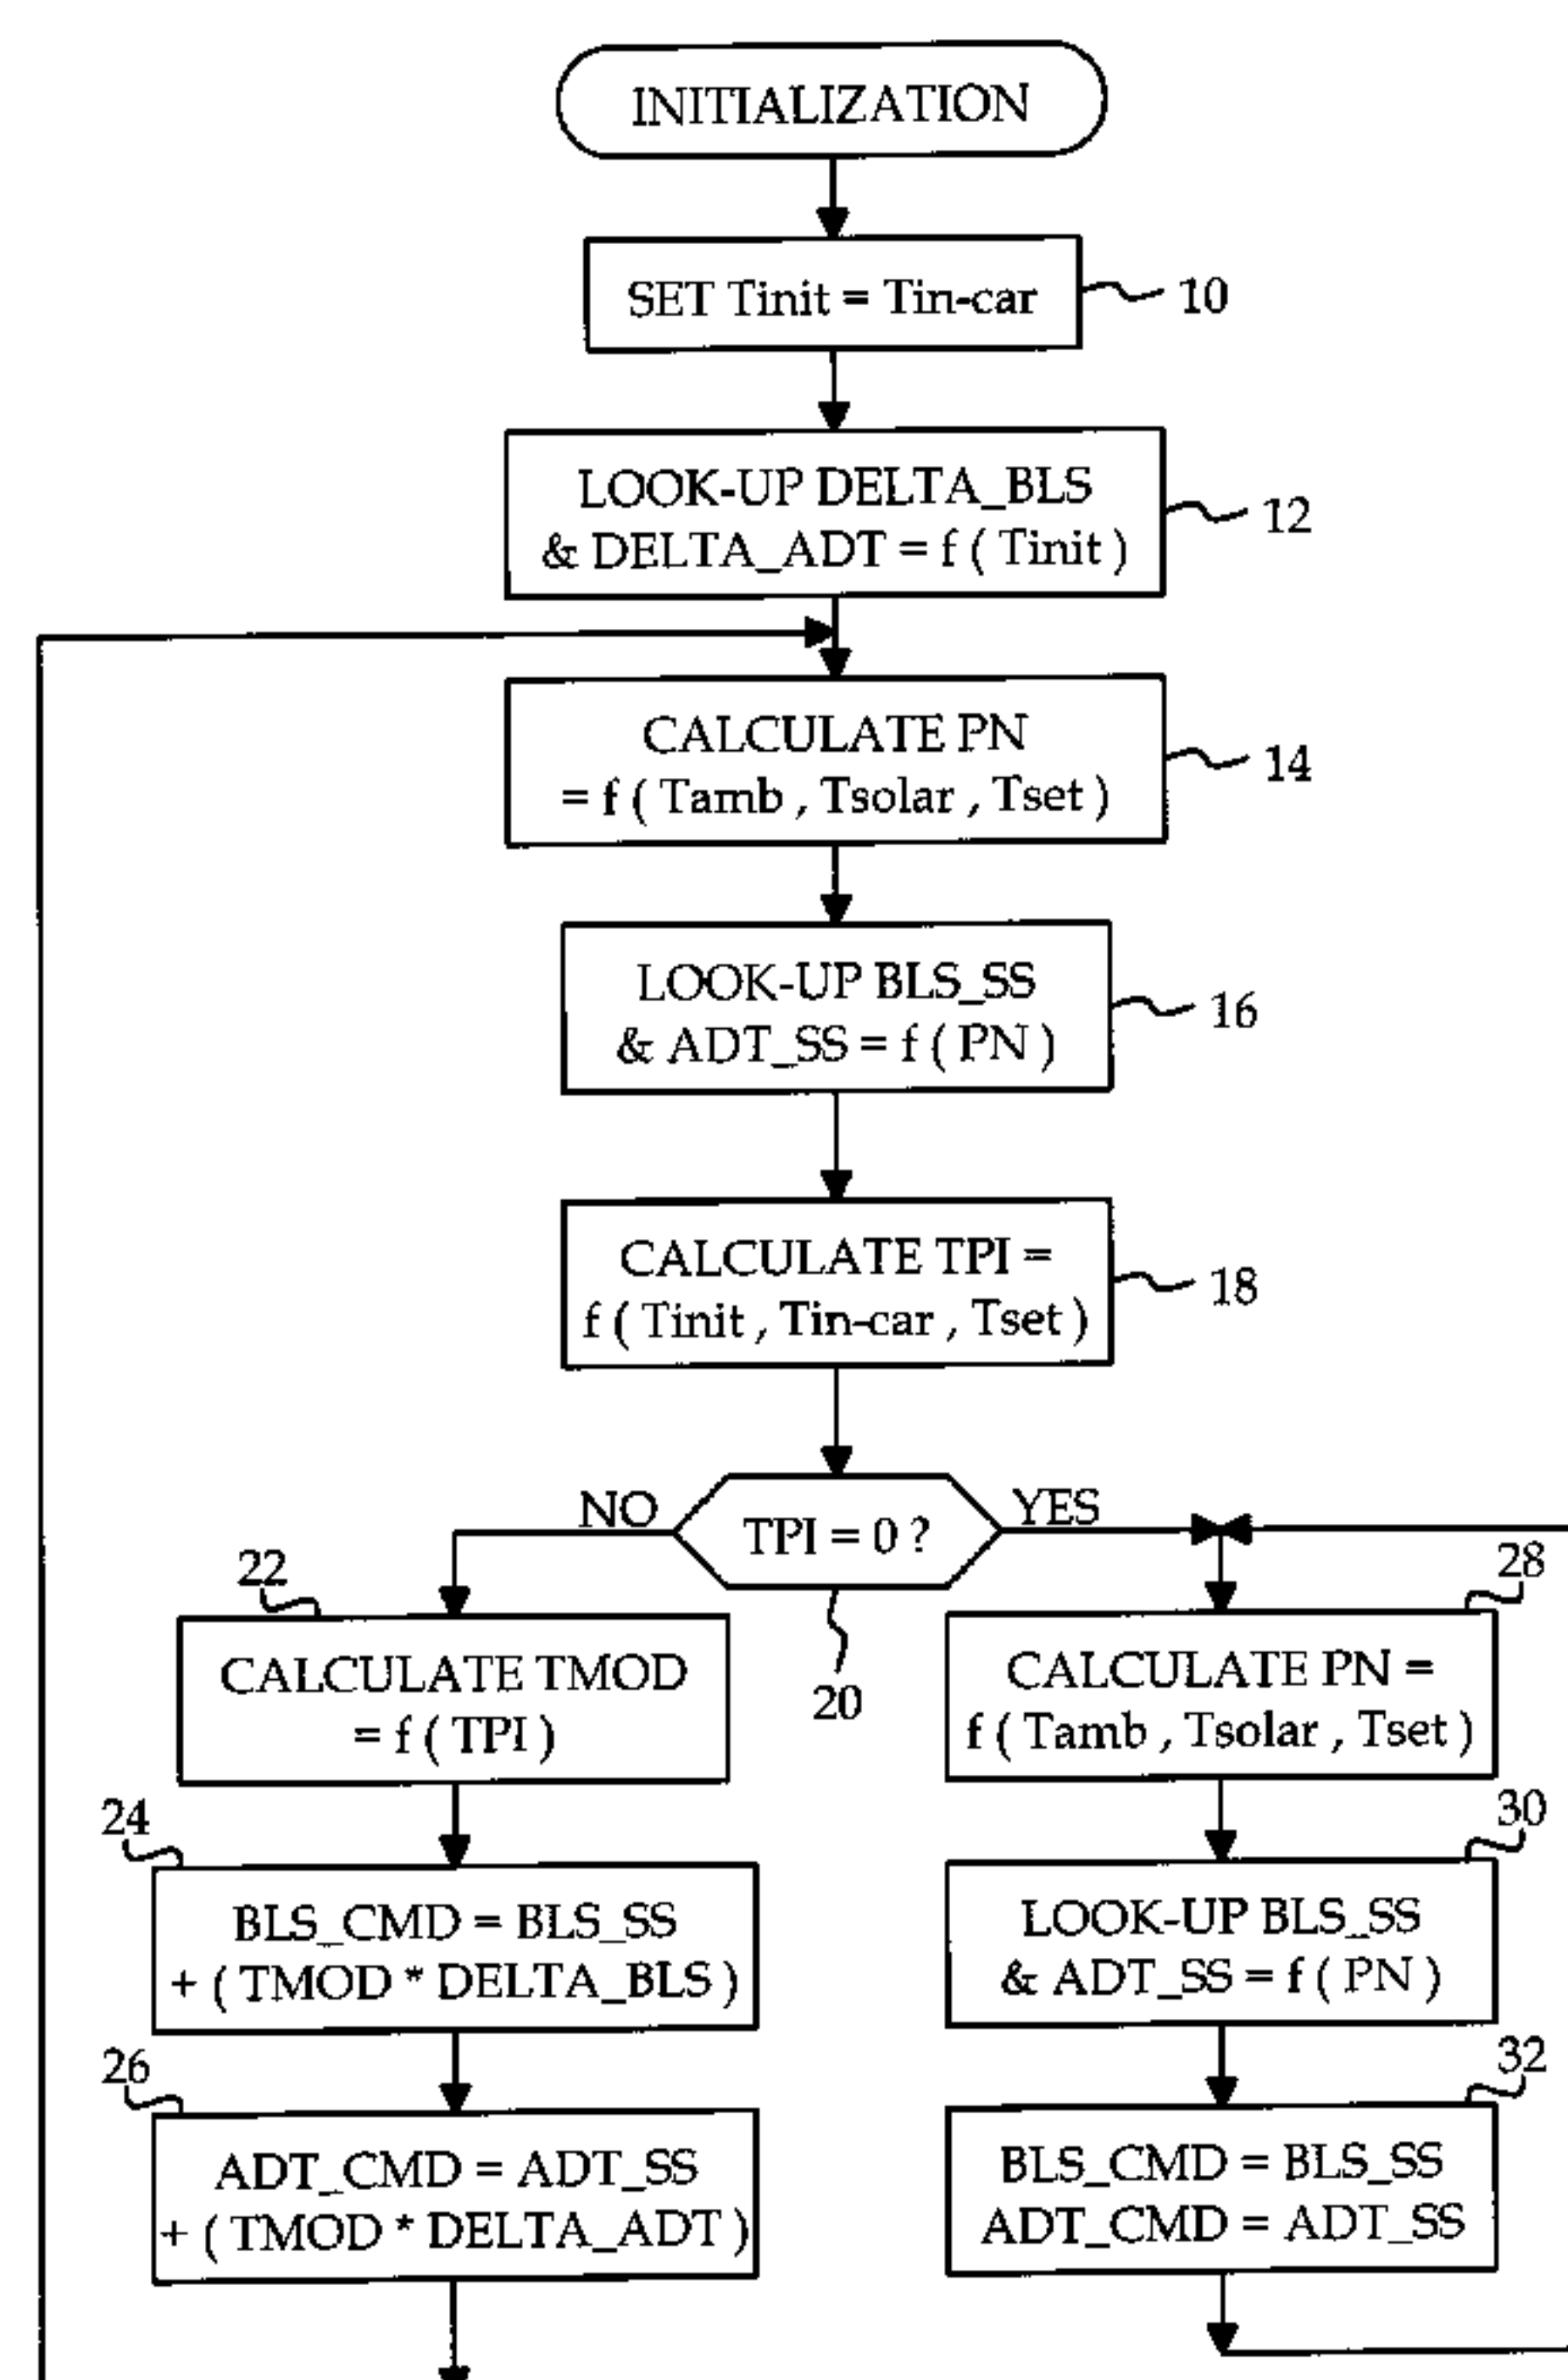 INITIALIZATION
SET Tinit = Tin-car
10
LOOK-UP DELTA_BLS
& DELTA_ADT = f ( Tinit )
12
CALCULATE PN
= f ( Tamb , Tsolar , Tset )
14
LOOK-UP BLS_SS
& ADT_SS = f ( PN )
16
CALCULATE TPI =
f ( Tinit , Tin-car , Tset )
18
NO
TPI = 0 ?
YES
20
22
CALCULATE TMOD
= f ( TPI )
24
BLS_CMD = BLS_SS
+ ( TMOD * DELTA_BLS )
26
ADT_CMD = ADT_SS
+ ( TMOD * DELTA_ADT )
28
CALCULATE PN =
f ( Tamb , Tsolar , Tset )
30
LOOK-UP BLS_SS
& ADT_SS = f ( PN )
32
BLS_CMD = BLS_SS
ADT_CMD = ADT_SS